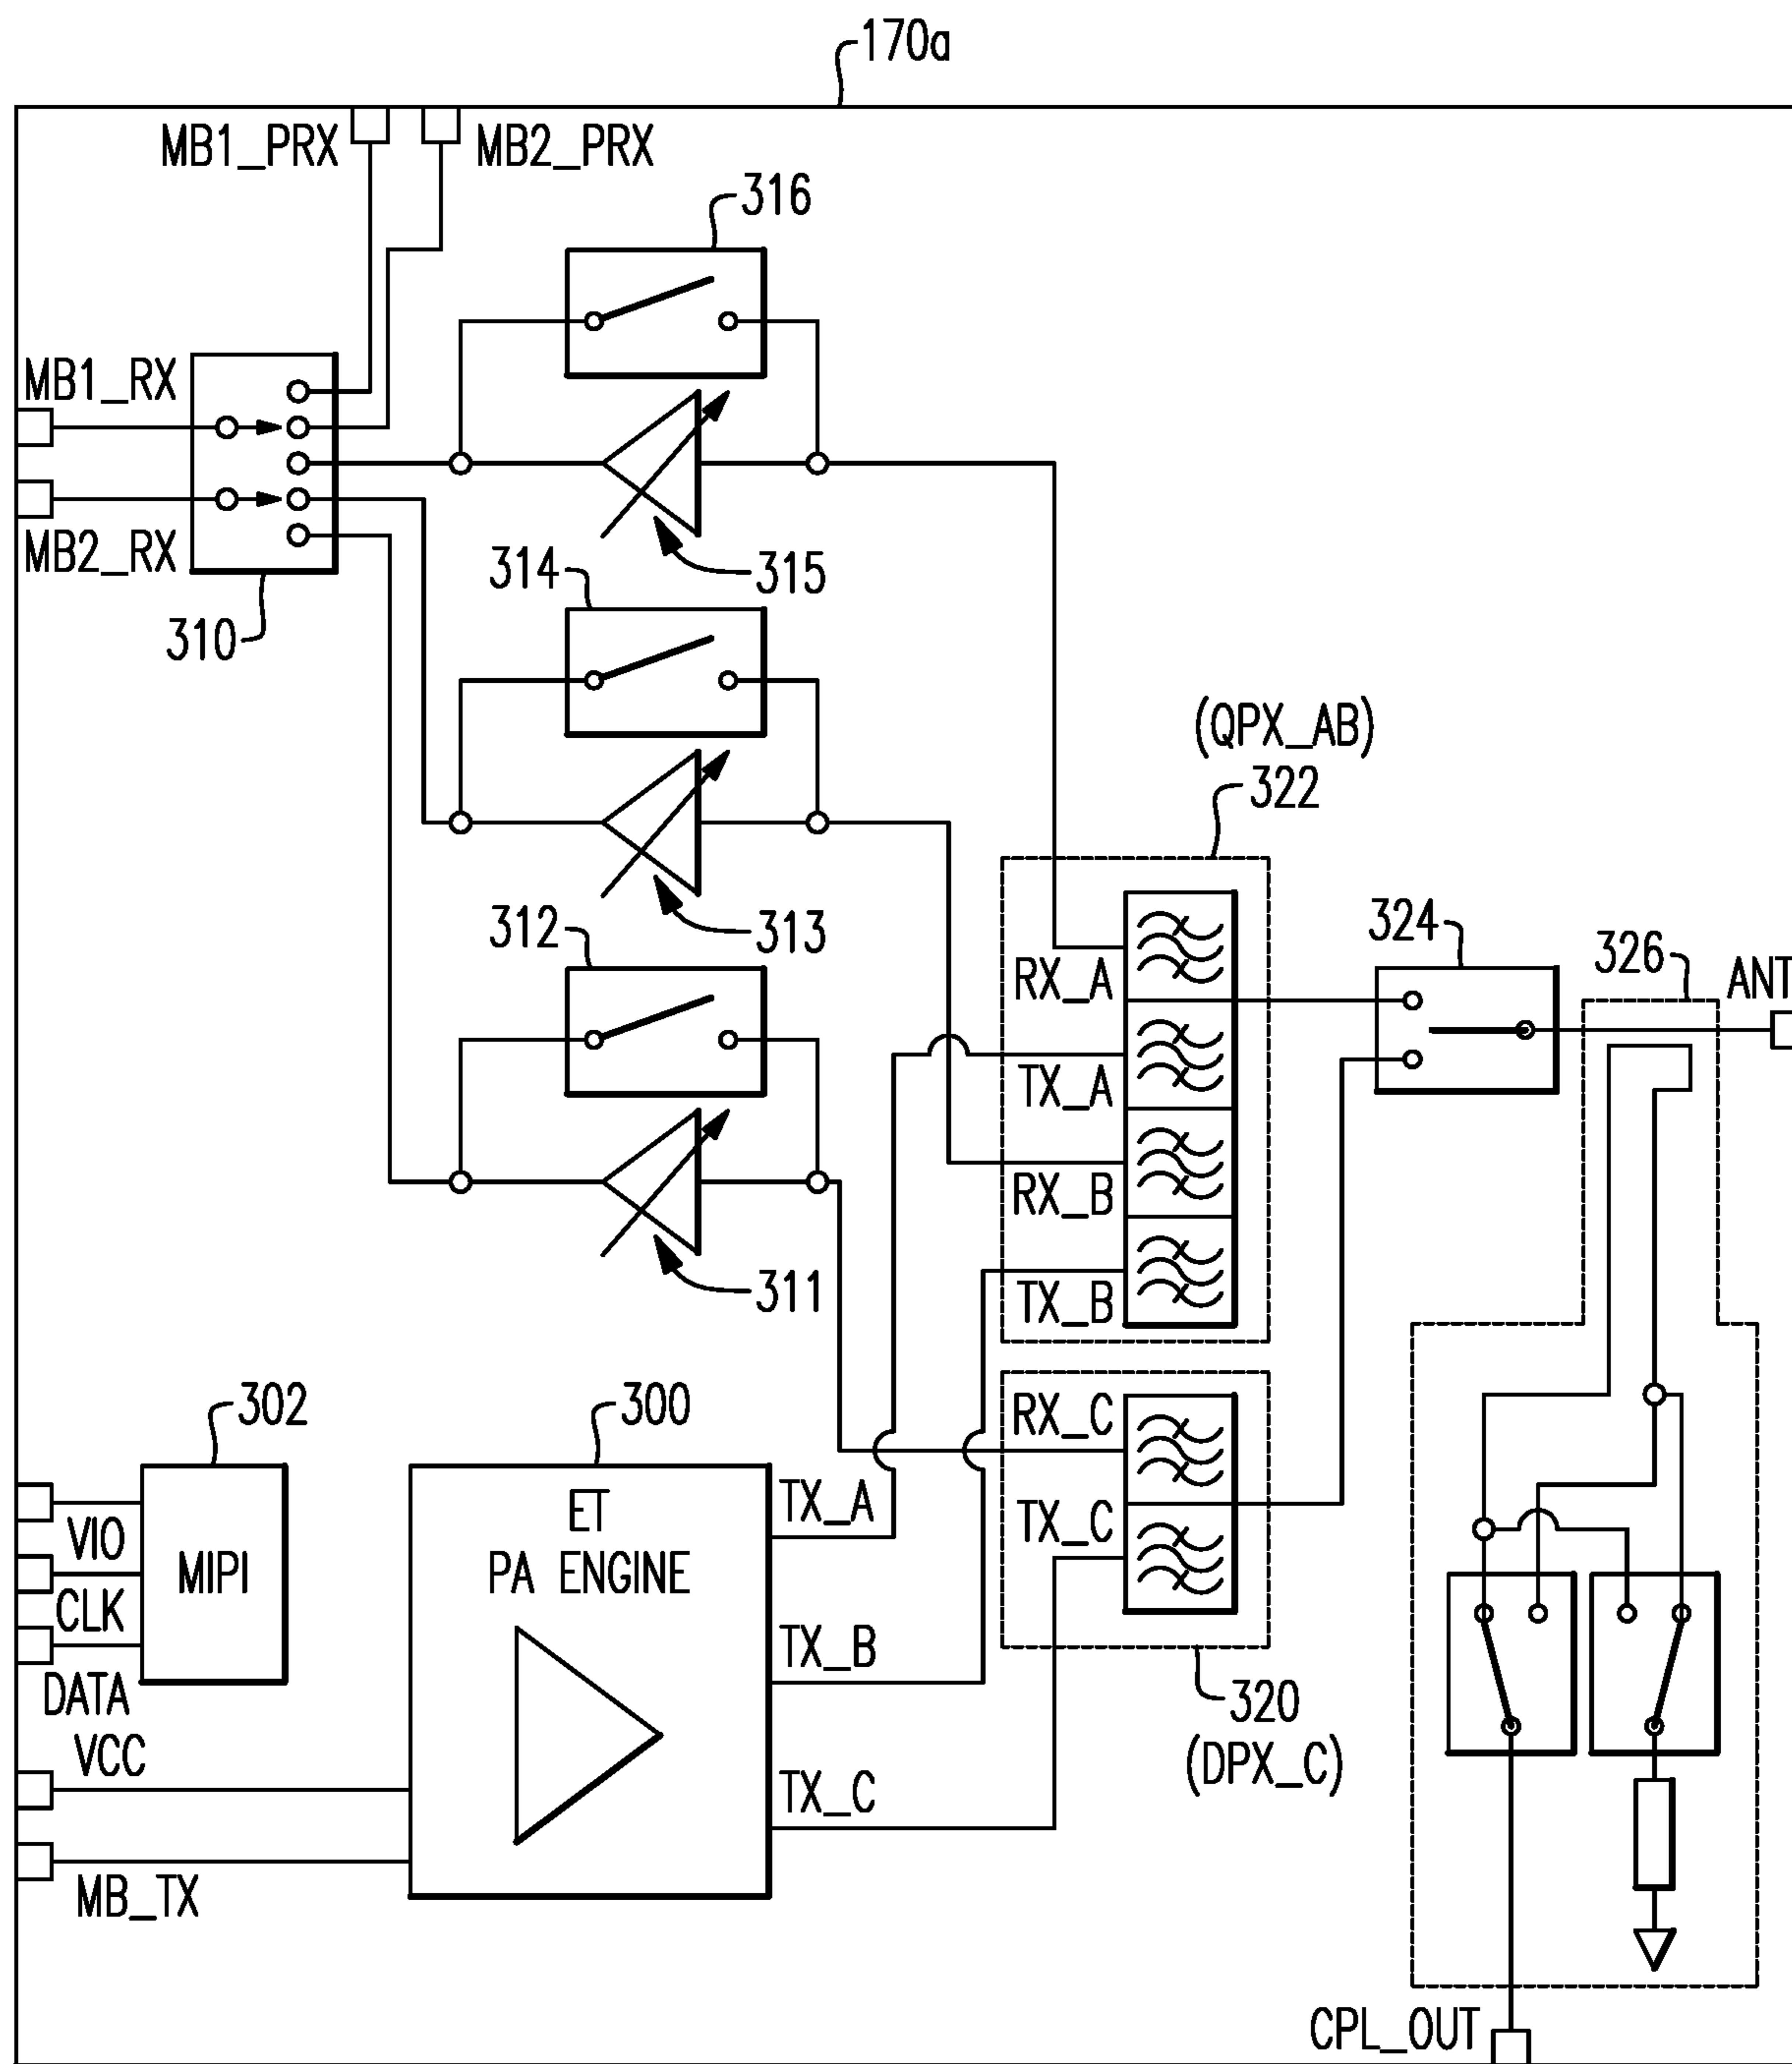 170a
MB1_PRX
MB2_PRX
316
MB1_RX
MB2_RX
310
315
314
(QPX_AB)
322
313
312
324
326
ANT
RX_A
TX_A
RX_B
TX_B
311
302
300
RX_C
TX_C
ET
PA ENGINE
TX_A
TX_B
TX_C
VIO
MIPI
CLK
DATA
VCC
MB_TX
320
(DPX_C)
CPL_OUT